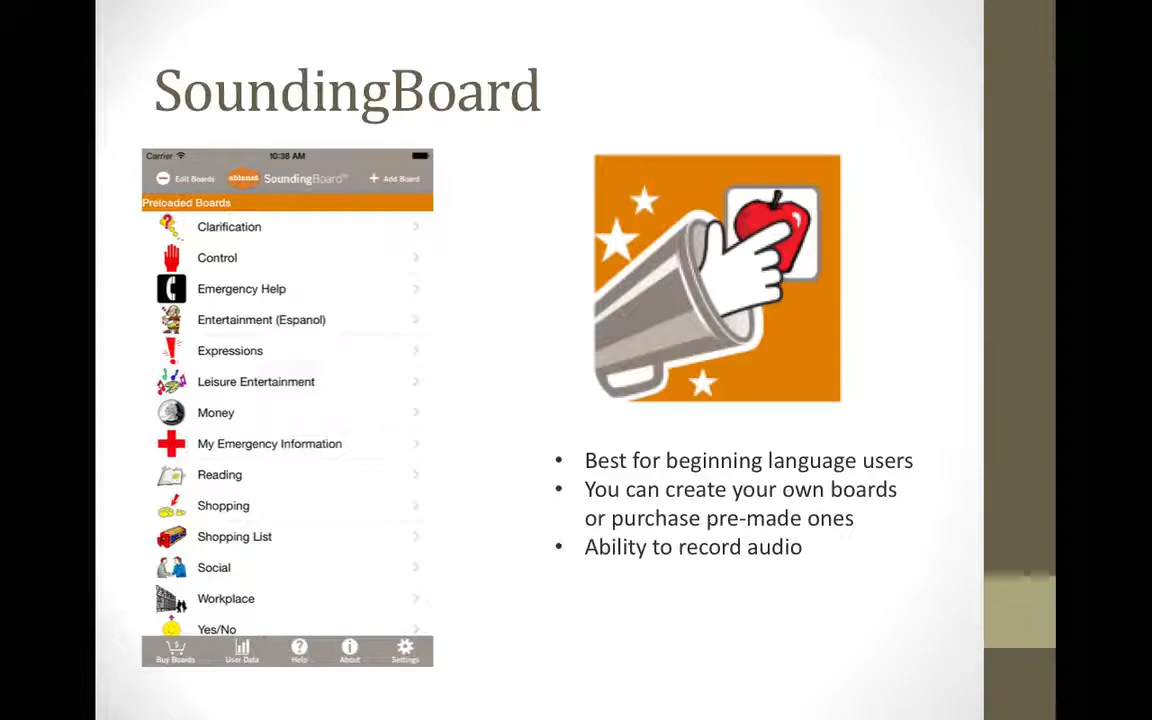 SoundingBoard
Carrier 10:38 AM
Edit Boards ablenet SoundingBoard™ + Add Board
Preloaded Boards
Clarification
Control
Emergency Help
Entertainment (Espanol)
Expressions
Leisure Entertainment
Money
My Emergency Information
Reading
Shopping
Shopping List
Social
Workplace
Yes/No
Buy Boards User Data Help About Settings
• Best for beginning language users
• You can create your own boards
or purchase pre-made ones
• Ability to record audio